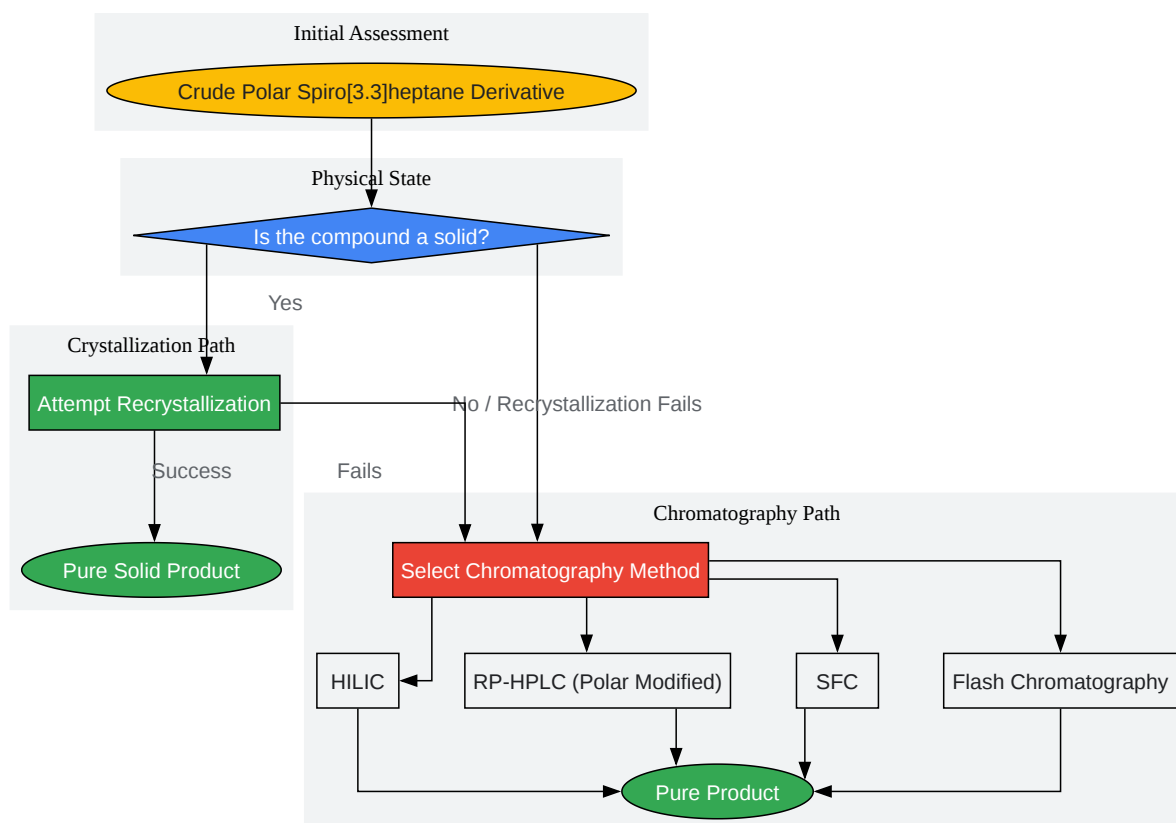 Initial Assessment
Crude Polar Spiro[3.3]heptane Derivative
Physical State
Is the compound a solid?
Yes
Crystallization Path
Attempt Recrystallization
No / Recrystallization Fails
Success
Fails
Chromatography Path
Pure Solid Product
Select Chromatography Method
HILIC
RP-HPLC (Polar Modified)
SFC
Flash Chromatography
Pure Product